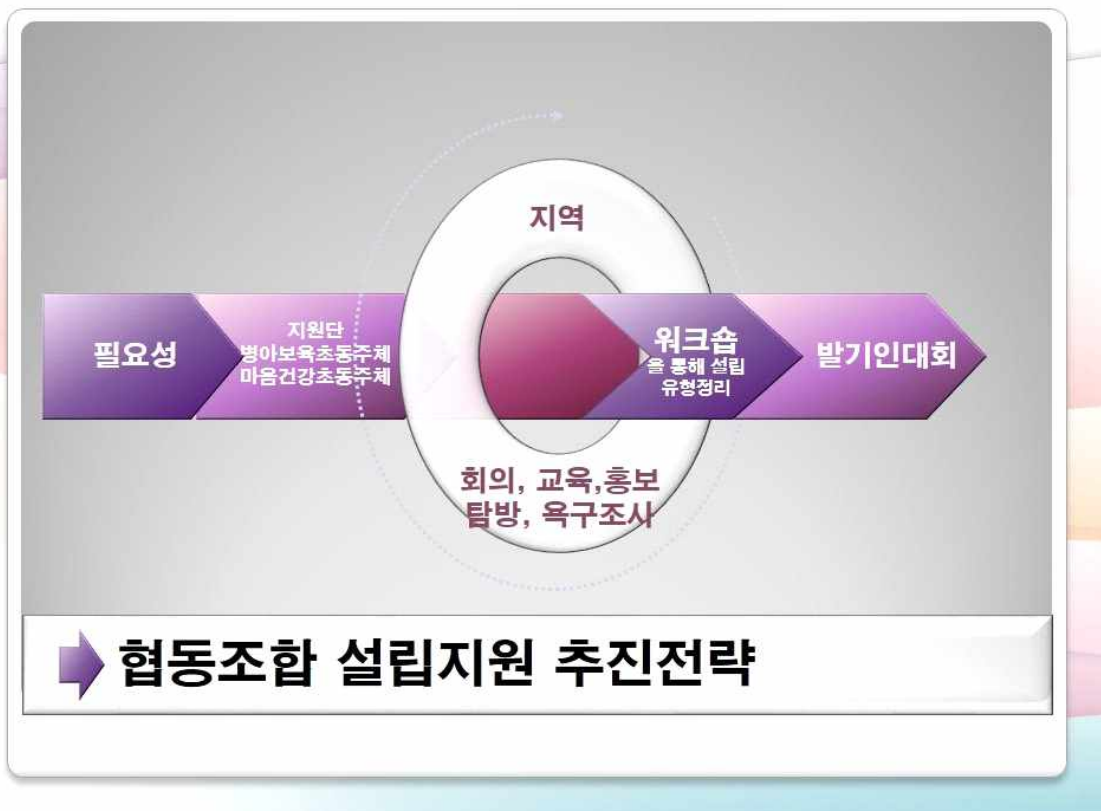 지역
필요성
지원단
병아보육초동주체
마음건강초동주체
워크숍
을 통해 설립
유형정리
발기인대회
회의, 교육,홍보
탐방, 욕구조사
협동조합 설립지원 추진전략